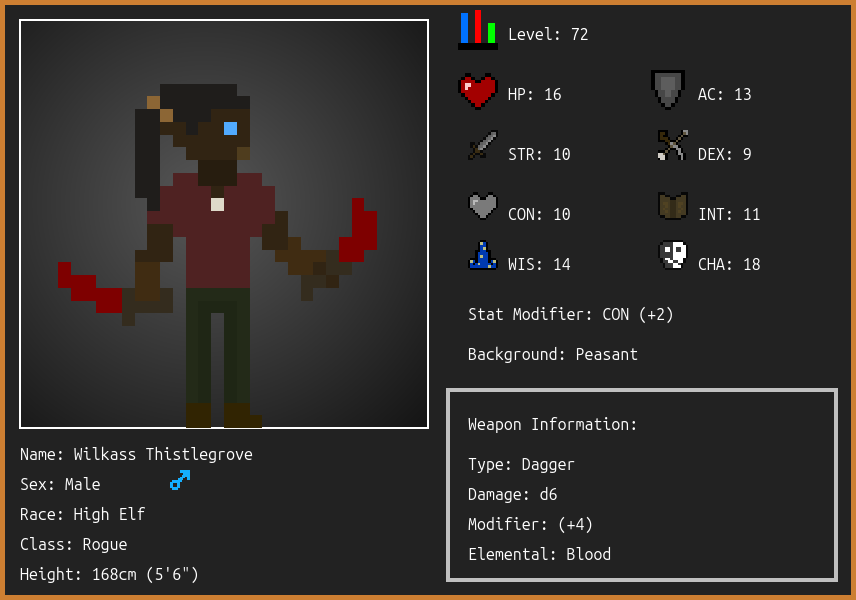 Level: 72
HP: 16
AC: 13
STR: 10
DEX: 9
CON: 10
INT: 11
WIS: 14
CHA: 18
Stat Modifier: CON (+2)
Background: Peasant
Weapon Information:
Type: Dagger
Damage: d6
Modifier: (+4)
Elemental: Blood
Name: Wilkass Thistlegrove
Sex: Male
Race: High Elf
Class: Rogue
Height: 168cm (5'6")